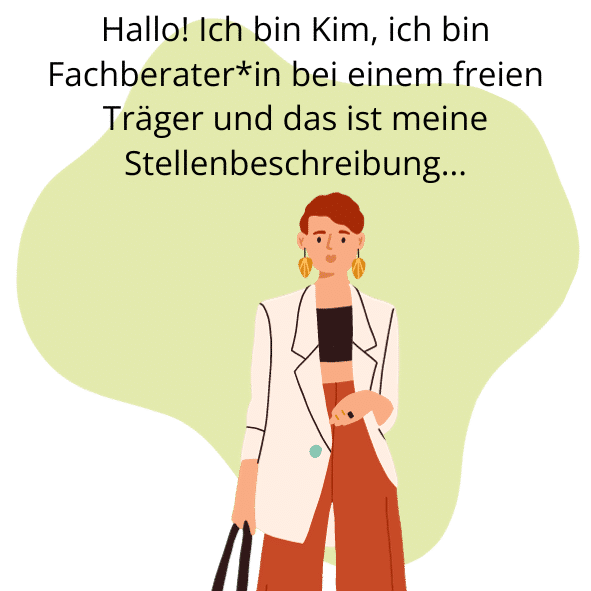 Hallo! Ich bin Kim, ich bin
Fachberater*in bei einem freien
Träger und das ist meine
Stellenbeschreibung...